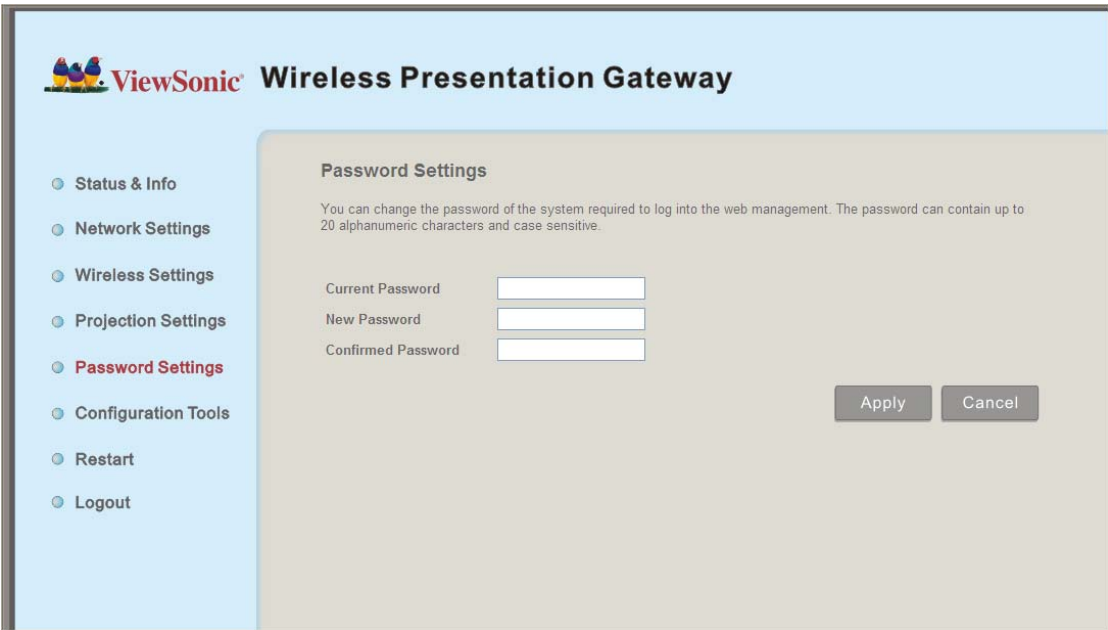 ViewSonic® Wireless Presentation Gateway
Status & Info
Network Settings
Wireless Settings
Projection Settings
Password Settings
Configuration Tools
Restart
Logout
Password Settings
You can change the password of the system required to log into the web management. The password can contain up to
20 alphanumeric characters and case sensitive.
Current Password
New Password
Confirmed Password
Apply Cancel